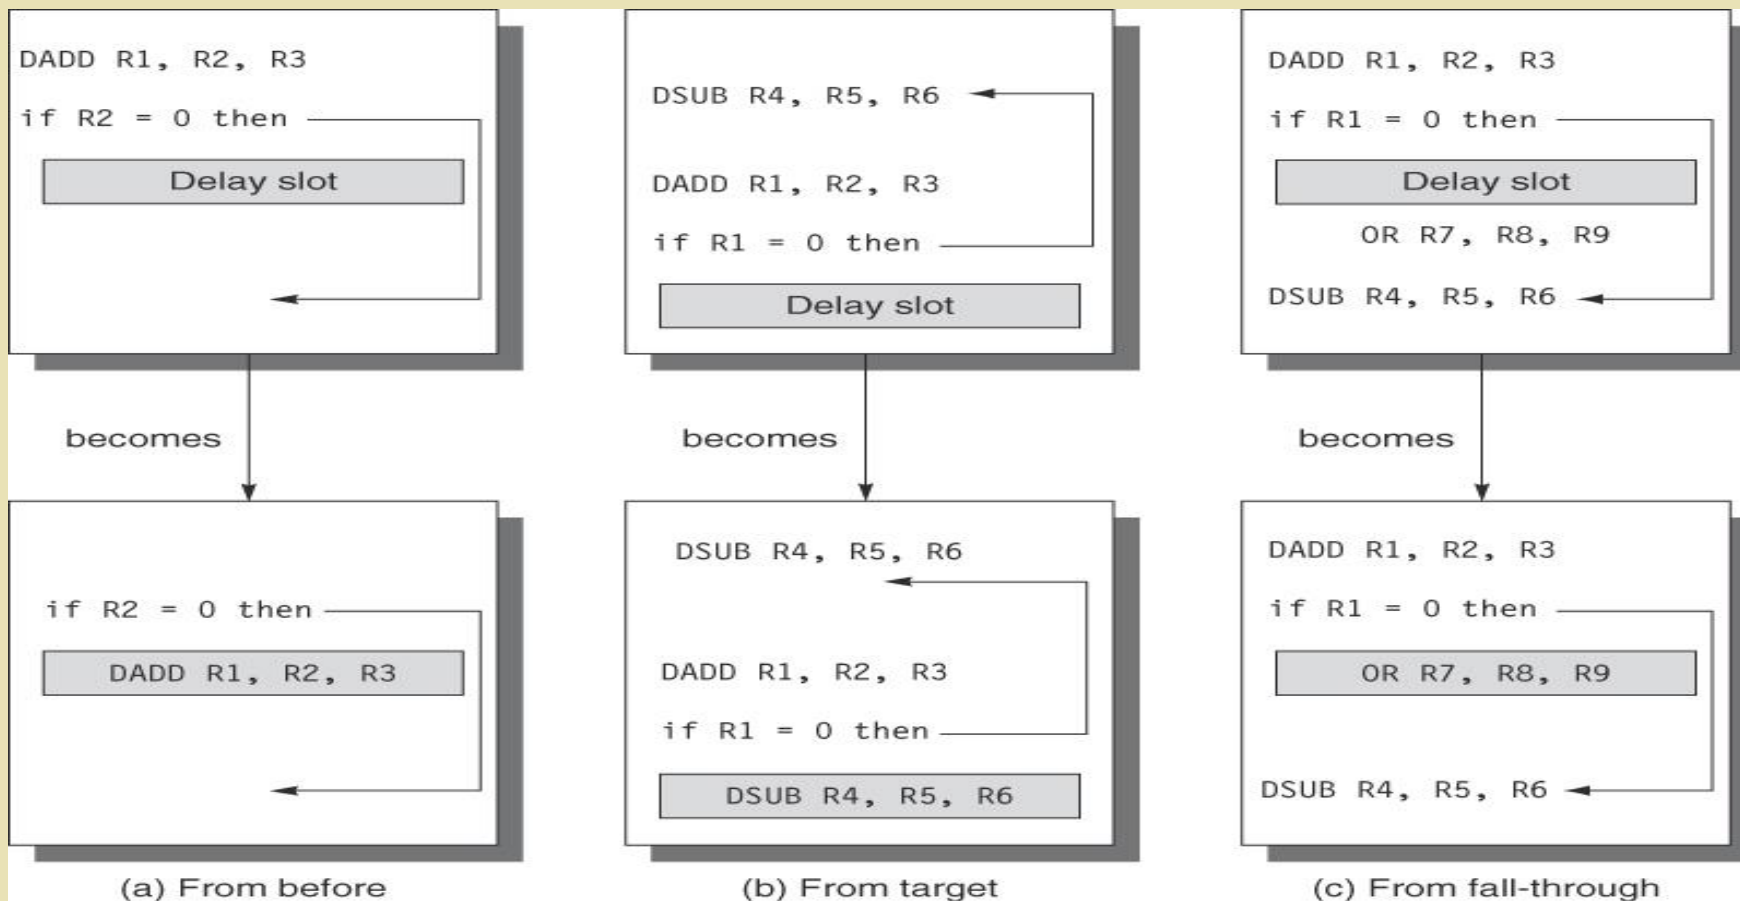 DADD R1, R2, R3
if R2 = 0 then
Delay slot
becomes
if R2 = 0 then
DADD R1, R2, R3
(a) From before
DSUB R4, R5, R6
DADD R1, R2, R3
if R1 = 0 then
Delay slot
becomes
DSUB R4, R5, R6
DADD R1, R2, R3
if R1 = 0 then
DSUB R4, R5, R6
(b) From target
DADD R1, R2, R3
if R1 = 0 then
Delay slot
OR R7, R8, R9
DSUB R4, R5, R6
becomes
DADD R1, R2, R3
if R1 = 0 then
OR R7, R8, R9
DSUB R4, R5, R6
(c) From fall-through